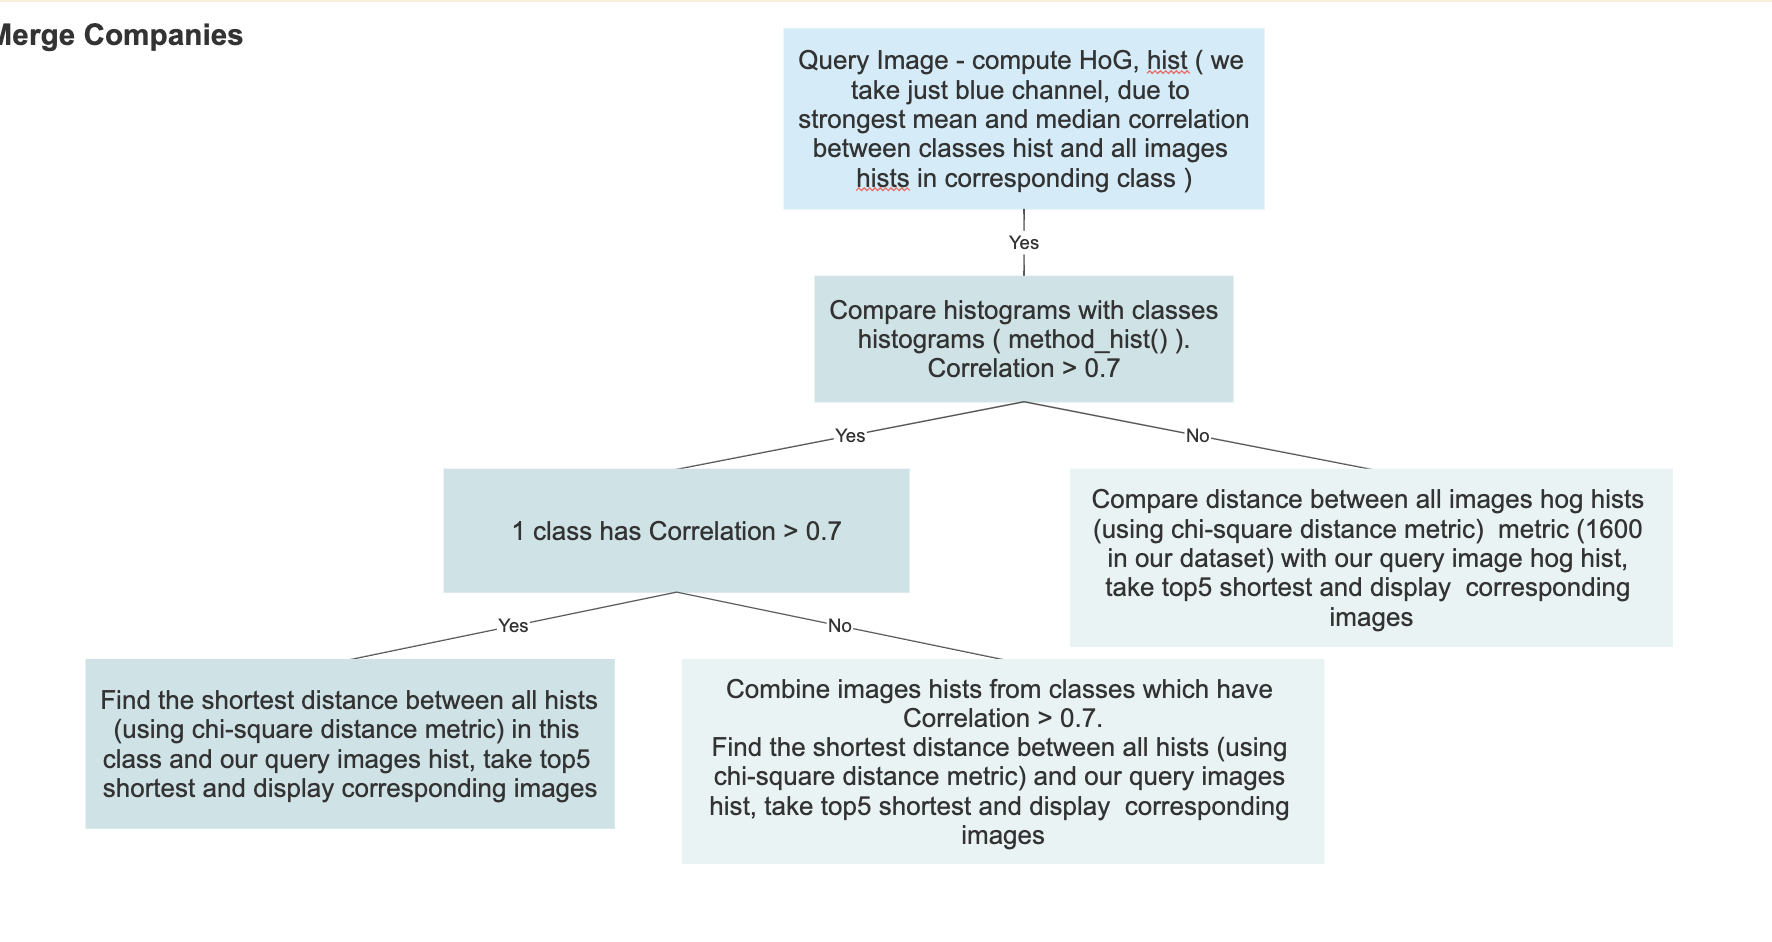 Merge Companies
Query Image - compute HoG, hist ( we
take just blue channel, due to
strongest mean and median correlation
between classes hist and all images
hists in corresponding class )
Yes
Compare histograms with classes
histograms ( method_hist() ).
Correlation > 0.7
Yes
No
1 class has Correlation > 0.7
Compare distance between all images hog hists
(using chi-square distance metric)  metric (1600
in our dataset) with our query image hog hist,
take top5 shortest and display  corresponding
images
Yes
No
Find the shortest distance between all hists
(using chi-square distance metric) in this
class and our query images hist, take top5
shortest and display corresponding images
Combine images hists from classes which have
Correlation > 0.7.
Find the shortest distance between all hists (using
chi-square distance metric) and our query images
hist, take top5 shortest and display  corresponding
images